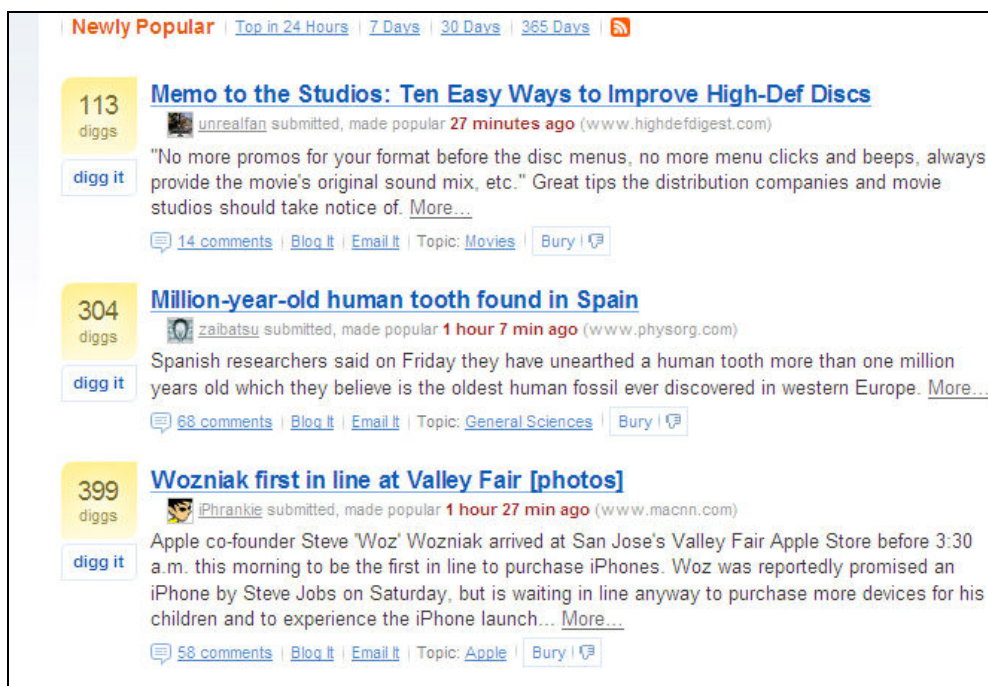 Newly Popular | Top in 24 Hours | 7 Days | 30 Days | 365 Days
113
diggs
digg it
Memo to the Studios: Ten Easy Ways to Improve High-Def Discs
unrealfan submitted, made popular 27 minutes ago (www.highdefdigest.com)
"No more promos for your format before the disc menus, no more menu clicks and beeps, always
provide the movie's original sound mix, etc." Great tips the distribution companies and movie
studios should take notice of. More...
14 comments | Blog It | Email It | Topic: Movies | Bury
304
diggs
digg it
Million-year-old human tooth found in Spain
zaibatsu submitted, made popular 1 hour 7 min ago (www.physorg.com)
Spanish researchers said on Friday they have unearthed a human tooth more than one million
years old which they believe is the oldest human fossil ever discovered in western Europe. More...
68 comments | Blog It | Email It | Topic: General Sciences | Bury
399
diggs
digg it
Wozniak first in line at Valley Fair [photos]
iPhrankie submitted, made popular 1 hour 27 min ago (www.macnn.com)
Apple co-founder Steve 'Woz' Wozniak arrived at San Jose's Valley Fair Apple Store before 3:30
a.m. this morning to be the first in line to purchase iPhones. Woz was reportedly promised an
iPhone by Steve Jobs on Saturday, but is waiting in line anyway to purchase more devices for his
children and to experience the iPhone launch... More...
58 comments | Blog It | Email It | Topic: Apple | Bury